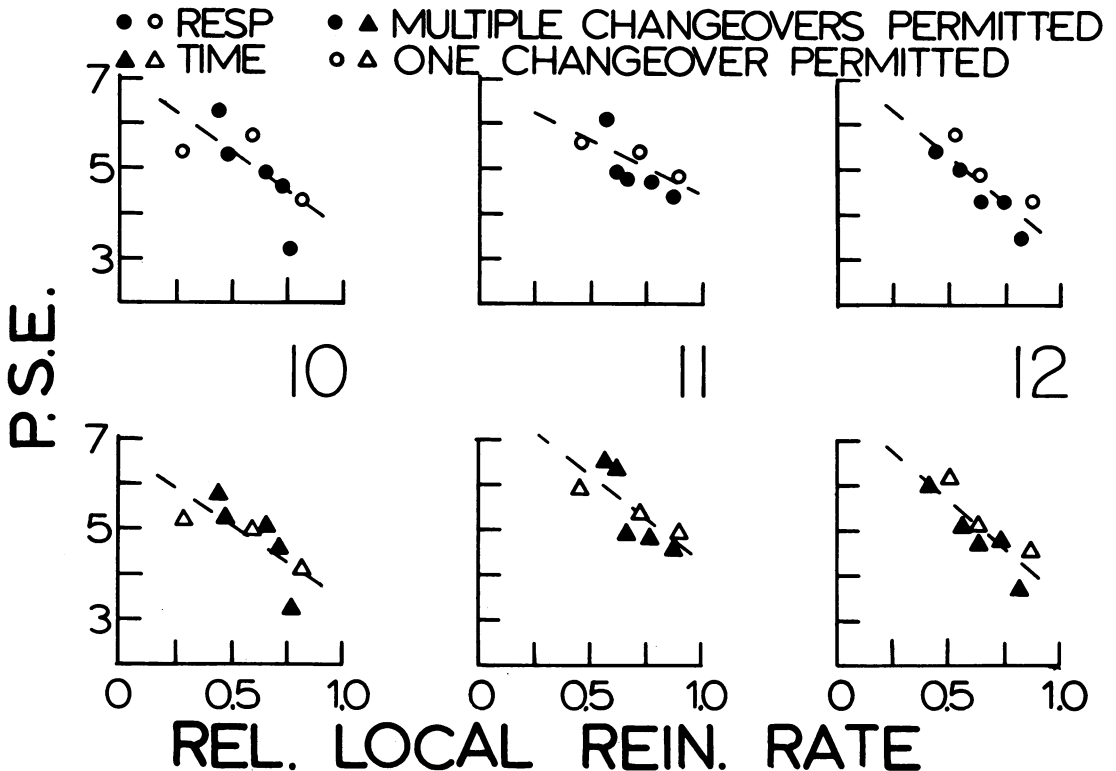 ● ○ RESP ● ▲ MULTIPLE CHANGEOVERS PERMITTED
▲ △ TIME ○ △ ONE CHANGEOVER PERMITTED
7
5
3
10 11 12
P.S.E.
7
5
3
0 0.5 1.0 0 0.5 1.0 0 0.5 1.0
REL. LOCAL REIN. RATE